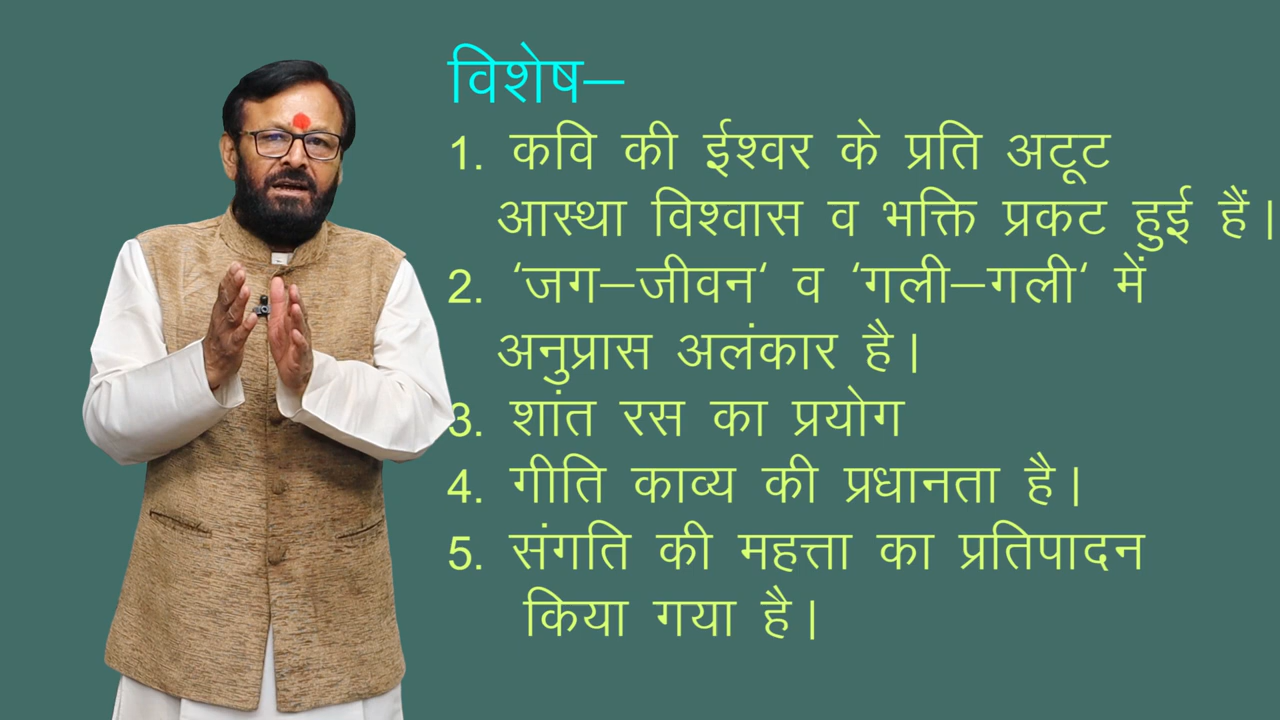 विशेष–
1. कवि की ईश्वर के प्रति अटूट
आस्था विश्वास व भक्ति प्रकट हुई हैं।
2. ‘जग–जीवन‘ व ‘गली–गली‘ में
अनुप्रास अलंकार है।
3. शांत रस का प्रयोग
4. गीति काव्य की प्रधानता है।
5. संगति की महत्ता का प्रतिपादन
किया गया है।